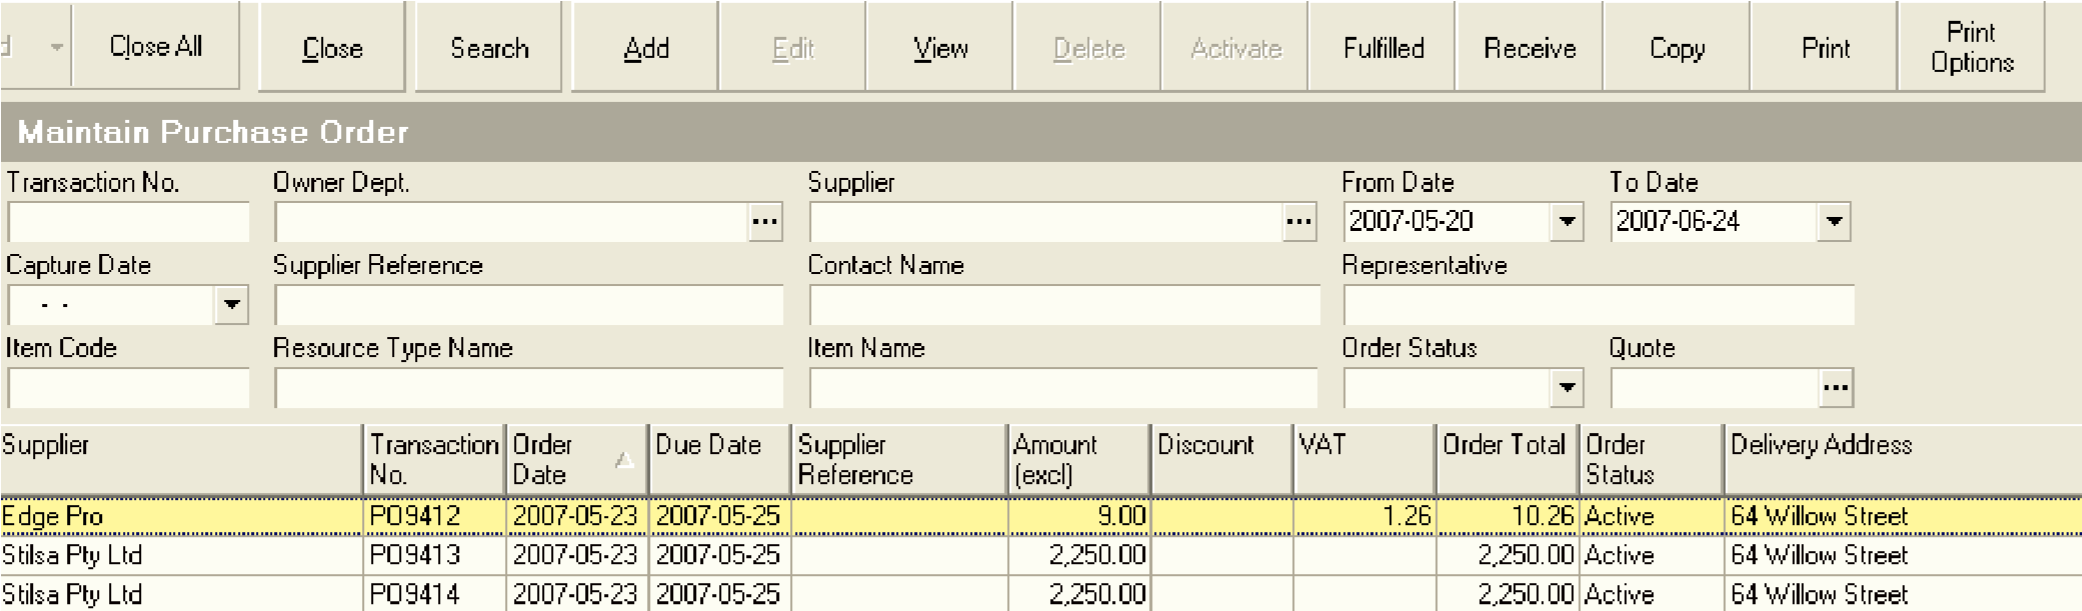 d Close All Close Search Add Edit View Delete Activate Fulfilled Receive Copy Print Print Options
Maintain Purchase Order
Transaction No. Owner Dept. Supplier From Date To Date
2007-05-20 2007-06-24
Capture Date Supplier Reference Contact Name Representative
- -
Item Code Resource Type Name Item Name Order Status Quote
Supplier Transaction No. Order Date Due Date Supplier Reference Amount (excl) Discount VAT Order Total Order Status Delivery Address
Edge Pro PO9412 2007-05-23 2007-05-25 9.00 1.26 10.26 Active 64 Willow Street
Stilsa Pty Ltd PO9413 2007-05-23 2007-05-25 2,250.00 2,250.00 Active 64 Willow Street
Stilsa Pty Ltd PO9414 2007-05-23 2007-05-25 2,250.00 2,250.00 Active 64 Willow Street